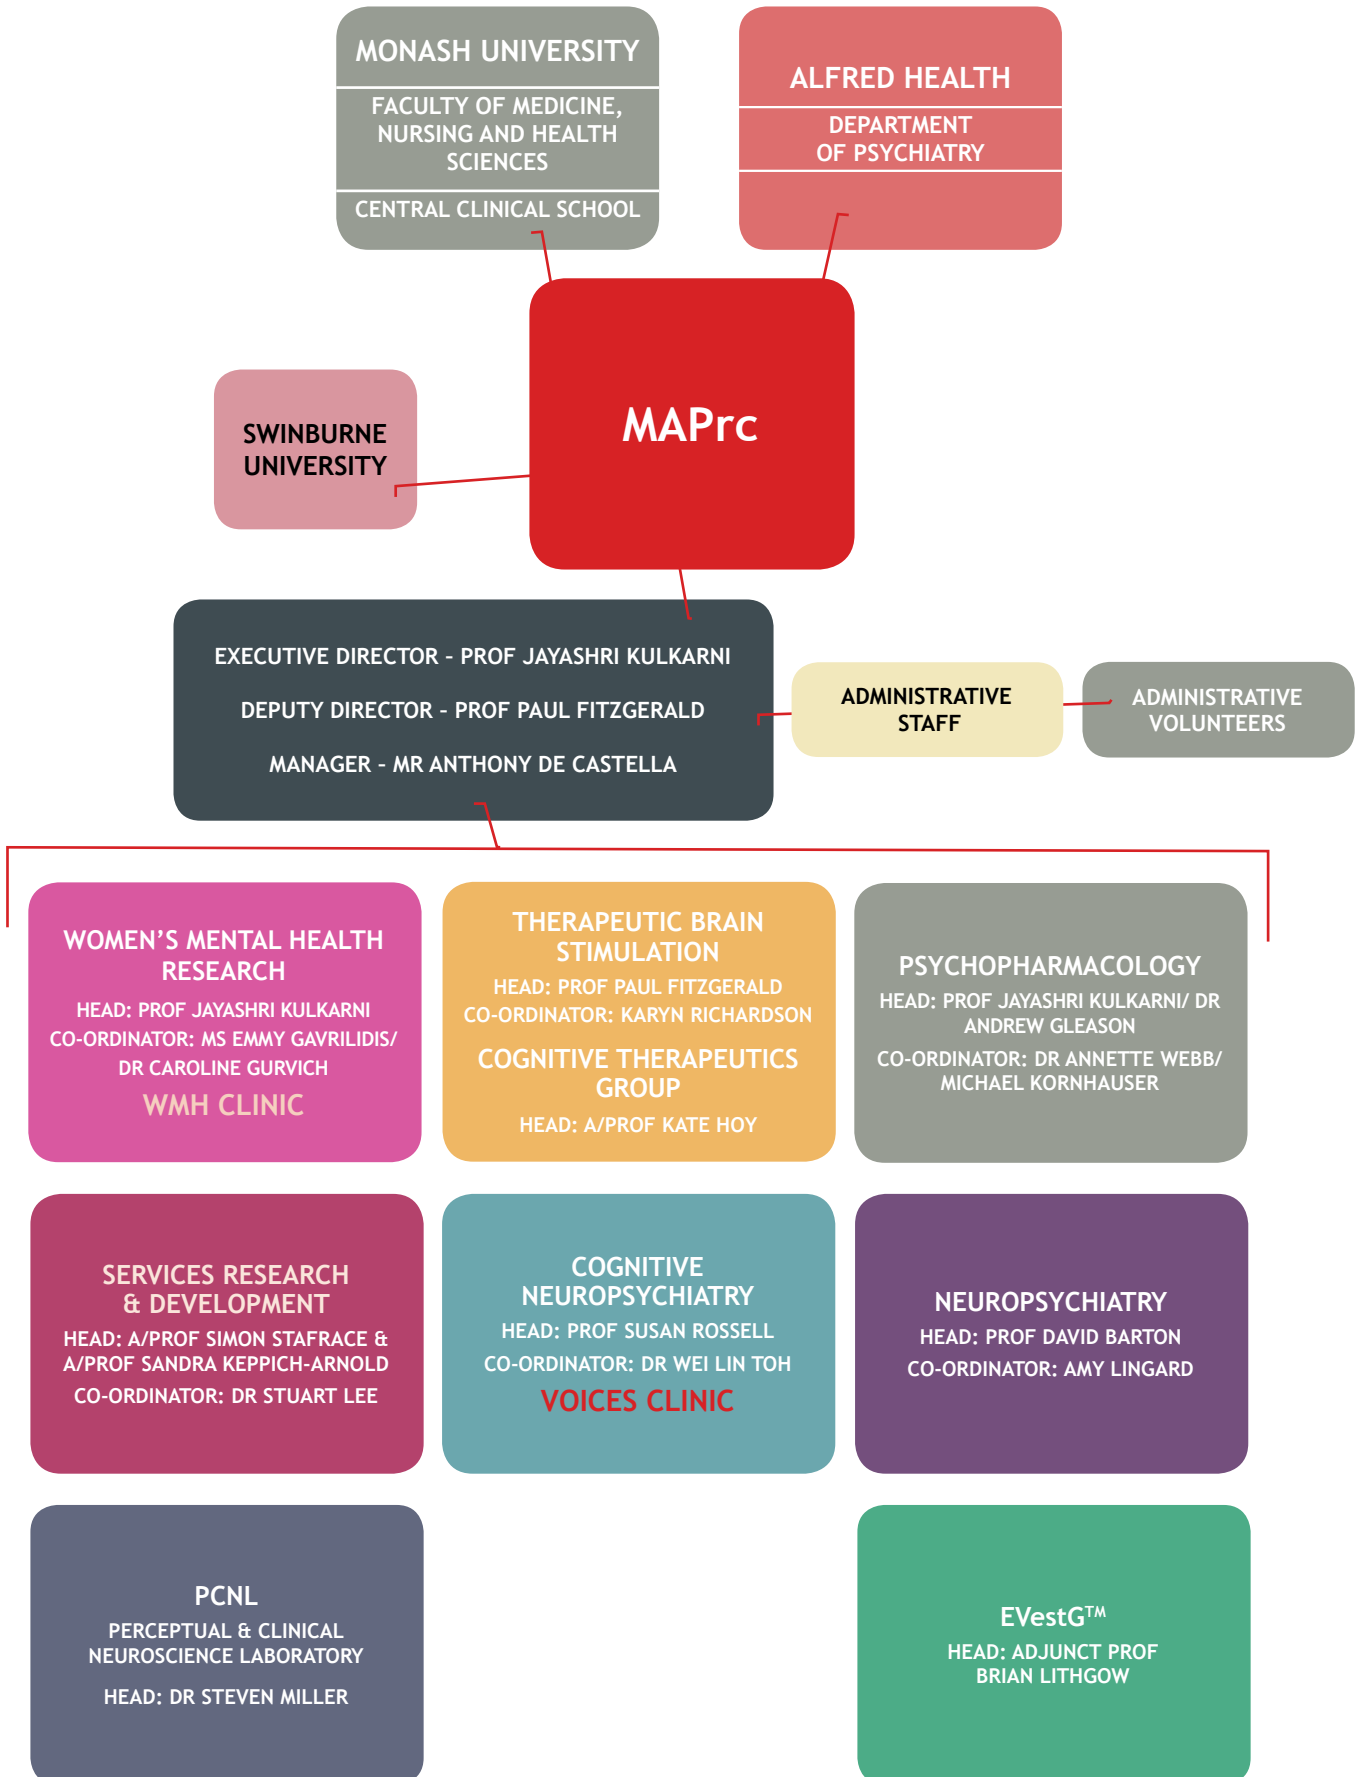 MONASH UNIVERSITY
FACULTY OF MEDICINE,
NURSING AND HEALTH
SCIENCES
CENTRAL CLINICAL SCHOOL
ALFRED HEALTH
DEPARTMENT
OF PSYCHIATRY
MAPrc
SWINBURNE
UNIVERSITY
EXECUTIVE DIRECTOR – PROF JAYASHRI KULKARNI
DEPUTY DIRECTOR – PROF PAUL FITZGERALD
MANAGER – MR ANTHONY DE CASTELLA
ADMINISTRATIVE
STAFF
ADMINISTRATIVE
VOLUNTEERS
WOMEN’S MENTAL HEALTH
RESEARCH
HEAD: PROF JAYASHRI KULKARNI
CO-ORDINATOR: MS EMMY GAVRILIDIS/
DR CAROLINE GURVICH
WMH CLINIC
THERAPEUTIC BRAIN
STIMULATION
HEAD: PROF PAUL FITZGERALD
CO-ORDINATOR: KARYN RICHARDSON
COGNITIVE THERAPEUTICS
GROUP
HEAD: A/PROF KATE HOY
PSYCHOPHARMACOLOGY
HEAD: PROF JAYASHRI KULKARNI/ DR
ANDREW GLEASON
CO-ORDINATOR: DR ANNETTE WEBB/
MICHAEL KORNHAUSER
SERVICES RESEARCH
& DEVELOPMENT
HEAD: A/PROF SIMON STAFRACE &
A/PROF SANDRA KEPPICH-ARNOLD
CO-ORDINATOR: DR STUART LEE
COGNITIVE
NEUROPSYCHIATRY
HEAD: PROF SUSAN ROSSELL
CO-ORDINATOR: DR WEI LIN TOH
VOICES CLINIC
NEUROPSYCHIATRY
HEAD: PROF DAVID BARTON
CO-ORDINATOR: AMY LINGARD
PCNL
PERCEPTUAL & CLINICAL
NEUROSCIENCE LABORATORY
HEAD: DR STEVEN MILLER
EVestG™
HEAD: ADJUNCT PROF
BRIAN LITHGOW